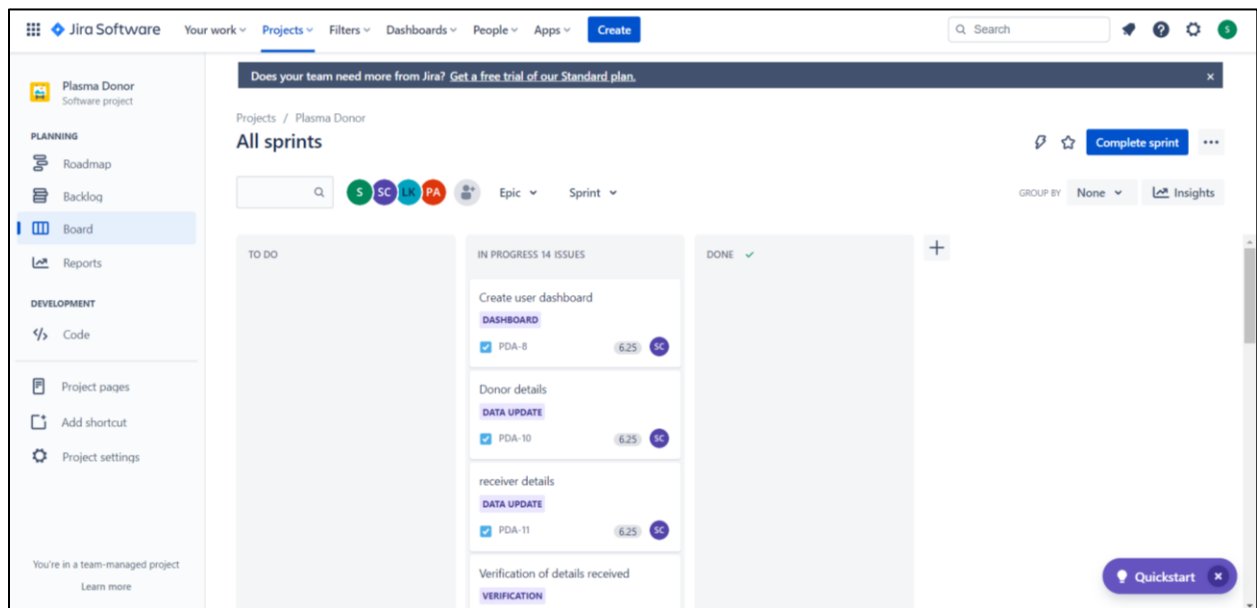 Jira Software Your work Projects Filters Dashboards People Apps Create Search S
Does your team need more from Jira? Get a free trial of our Standard plan.
Plasma Donor
Software project
PLANNING
Roadmap
Backlog
Board
Reports
DEVELOPMENT
Code
Project pages
Add shortcut
Project settings
You're in a team-managed project
Learn more
Projects / Plasma Donor
All sprints
Complete sprint
S SC LK PA Epic Sprint GROUP BY None Insights
TO DO
IN PROGRESS 14 ISSUES
Create user dashboard
DASHBOARD
PDA-8 6.25 SC
Donor details
DATA UPDATE
PDA-10 6.25 SC
receiver details
DATA UPDATE
PDA-11 6.25 SC
Verification of details received
VERIFICATION
DONE
Quickstart